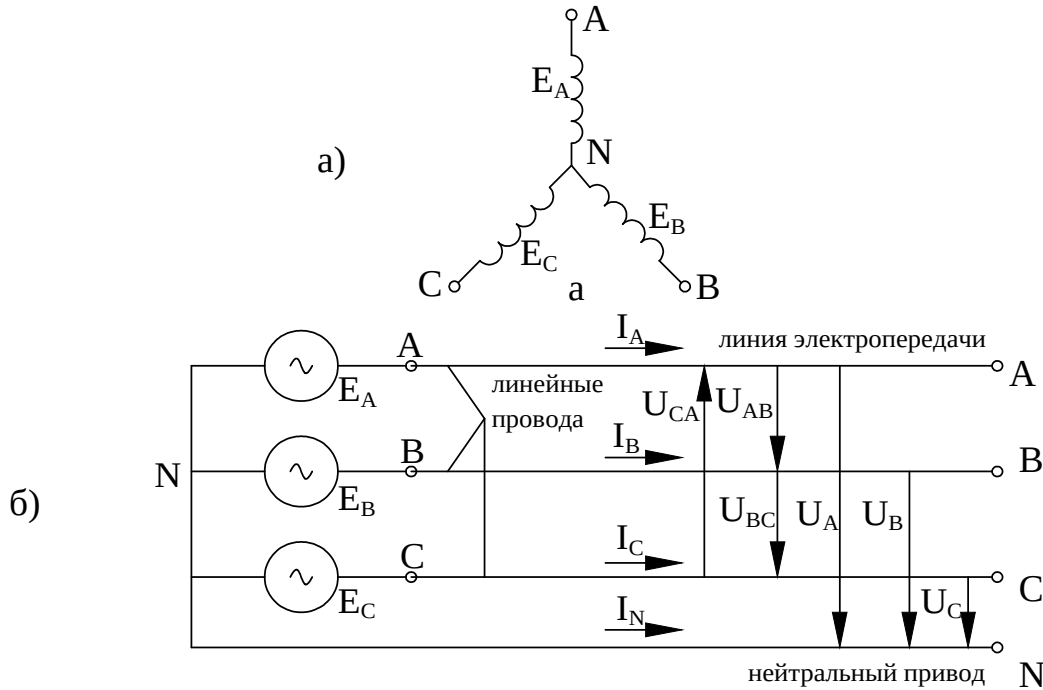 A
E_A
а)
N
E_B
E_C
C
B
а
I_A
линия электропередачи
A
A
E_A
линейные
провода
U_CA
U_AB
I_B
B
B
N
E_B
б)
U_BC
U_A
U_B
I_C
C
C
E_C
I_N
U_C
нейтральный привод
N